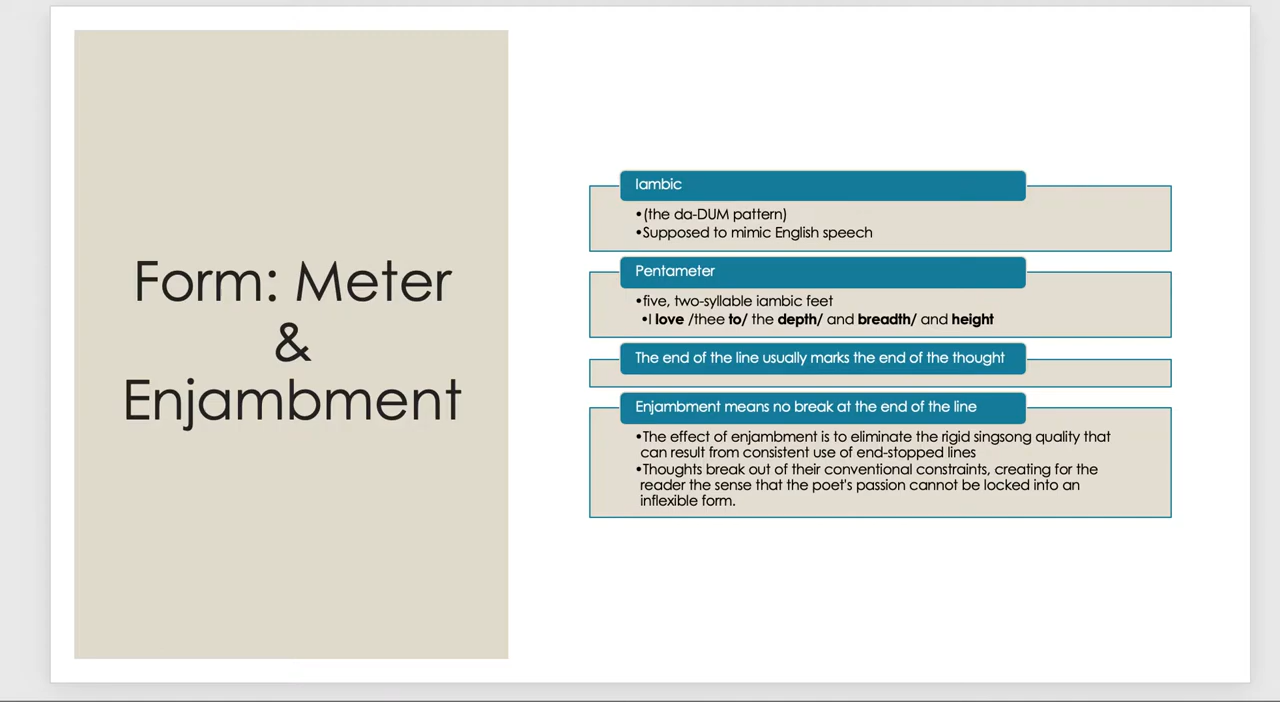 Form: Meter
&
Enjambment
Iambic
•(the da-DUM pattern)
•Supposed to mimic English speech
Pentameter
•five, two-syllable iambic feet
•I love /thee to/ the depth/ and breadth/ and height
The end of the line usually marks the end of the thought
Enjambment means no break at the end of the line
•The effect of enjambment is to eliminate the rigid singsong quality that
can result from consistent use of end-stopped lines
•Thoughts break out of their conventional constraints, creating for the
reader the sense that the poet's passion cannot be locked into an
inflexible form.